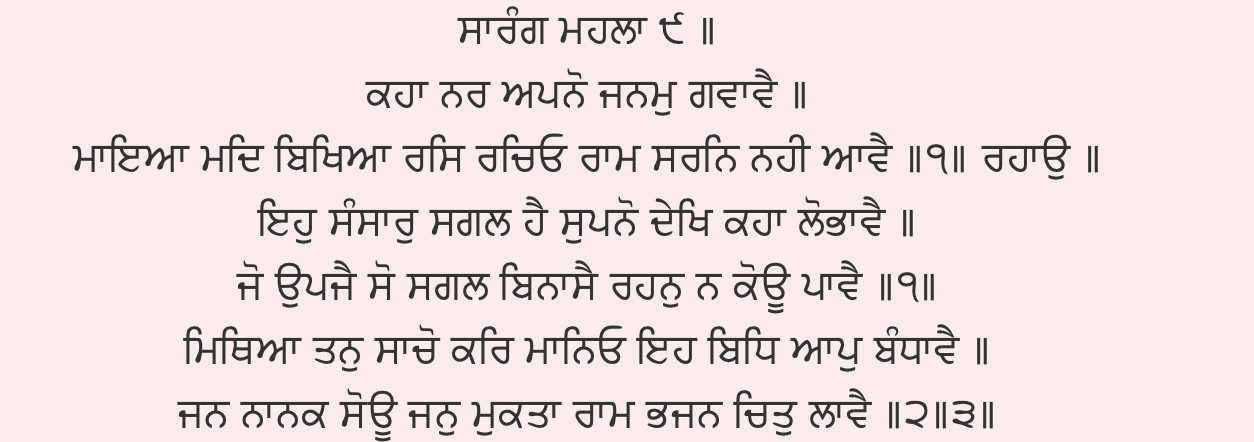 ਸਾਰੰਗ ਮਹਲਾ ੯ ॥
ਕਹਾ ਨਰ ਅਪਨੋ ਜਨਮੁ ਗਵਾਵੈ ॥
ਮਾਇਆ ਮਦਿ ਬਿਖਿਆ ਰਸਿ ਰਚਿਓ ਰਾਮ ਸਰਨਿ ਨਹੀ ਆਵੈ ॥੧॥ ਰਹਾਉ ॥
ਇਹੁ ਸੰਸਾਰੁ ਸਗਲ ਹੈ ਸੁਪਨੋ ਦੇਖਿ ਕਹਾ ਲੋਭਾਵੈ ॥
ਜੋ ਉਪਜੈ ਸੋ ਸਗਲ ਬਿਨਾਸੈ ਰਹਨੁ ਨ ਕੋਊ ਪਾਵੈ ॥੧॥
ਮਿਥਿਆ ਤਨੁ ਸਾਚੋ ਕਰਿ ਮਾਨਿਓ ਇਹ ਬਿਧਿ ਆਪੁ ਬੰਧਾਵੈ ॥
ਜਨ ਨਾਨਕ ਸੋਊ ਜਨੁ ਮੁਕਤਾ ਰਾਮ ਭਜਨ ਚਿਤੁ ਲਾਵੈ ॥੨॥੩॥